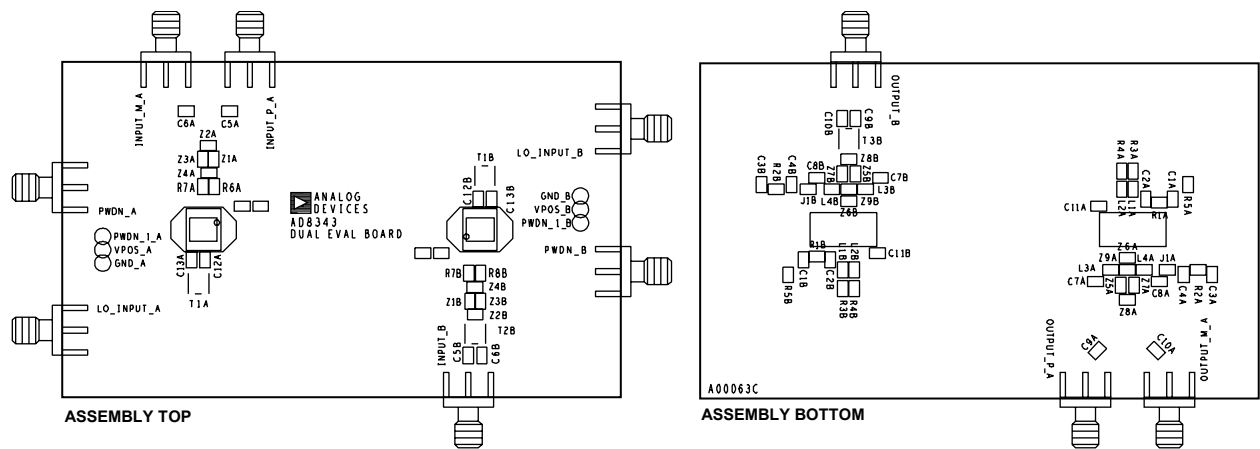 INPUT_M_A
INPUT_P_A
C6A
C5A
Z2A
Z3A
Z1A
Z4A
R7A
R6A
PWDN_A
PWDN_1_A
VPOS_A
GND_A
C13A
C12A
T1A
LO_INPUT_A
ANALOG
DEVICES
AD8343
DUAL EVAL BOARD
LO_INPUT_B
T1B
C12B
C13B
GND_B
VPOS_B
PWDN_1_B
PWDN_B
R7B
R8B
Z4B
Z1B
Z3B
Z2B
T2B
INPUT_B
C5B
C6B
ASSEMBLY TOP
OUTPUT_B
C10B
C9B
T3B
Z8B
C3B
R2B
C4B
C8B
Z7B
Z5B
C7B
J1B
L4B
L3B
Z9B
Z6B
R1B
L1B
L2B
C11B
C1B
C2B
R5B
R3B
R4B
R4A
R3A
C2A
C1A
R5A
C11A
L2A
L1A
R1A
Z6A
Z9A
L3A
L4A
J1A
C7A
Z5A
Z7A
C8A
C4A
R2A
C3A
Z8A
C9A
C10A
OUTPUT_P_A
OUTPUT_M_A
A00063C
ASSEMBLY BOTTOM